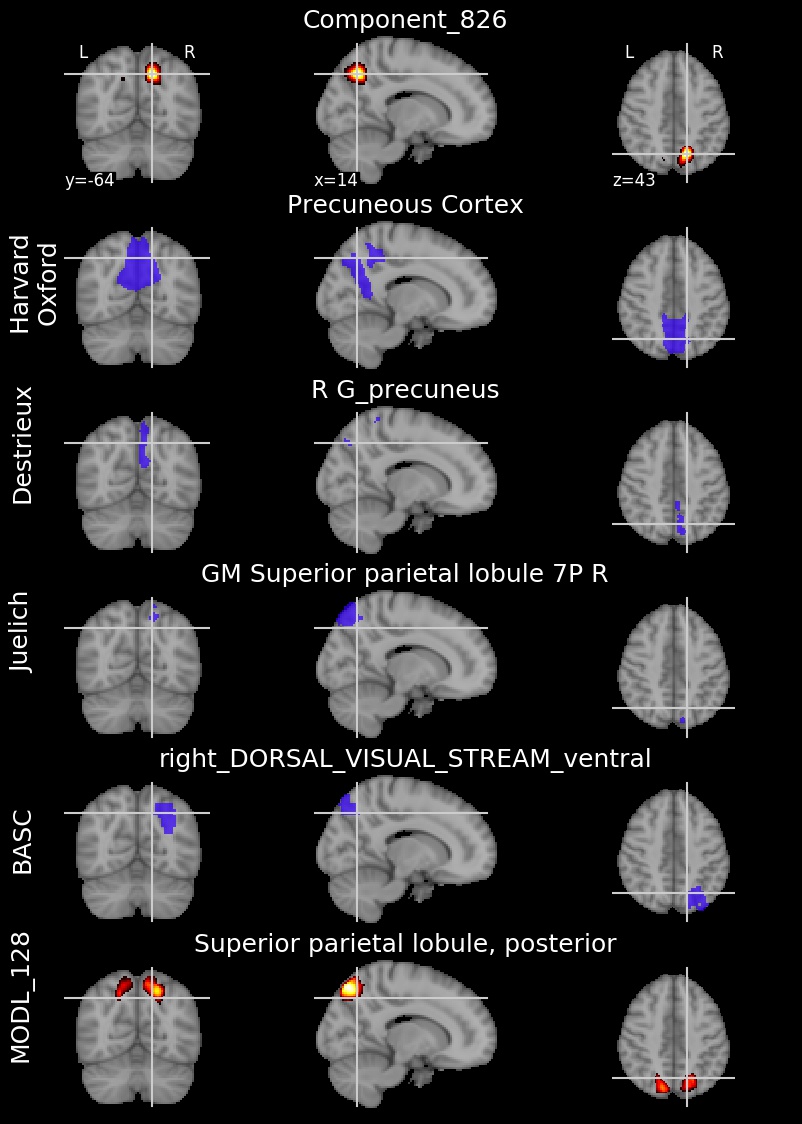 Component_826
L R
L R
y=-64
x=14
z=43
Precuneous Cortex
Harvard
Oxford
R G_precuneus
Destrieux
GM Superior parietal lobule 7P R
Juelich
right_DORSAL_VISUAL_STREAM_ventral
BASC
Superior parietal lobule, posterior
MODL_128